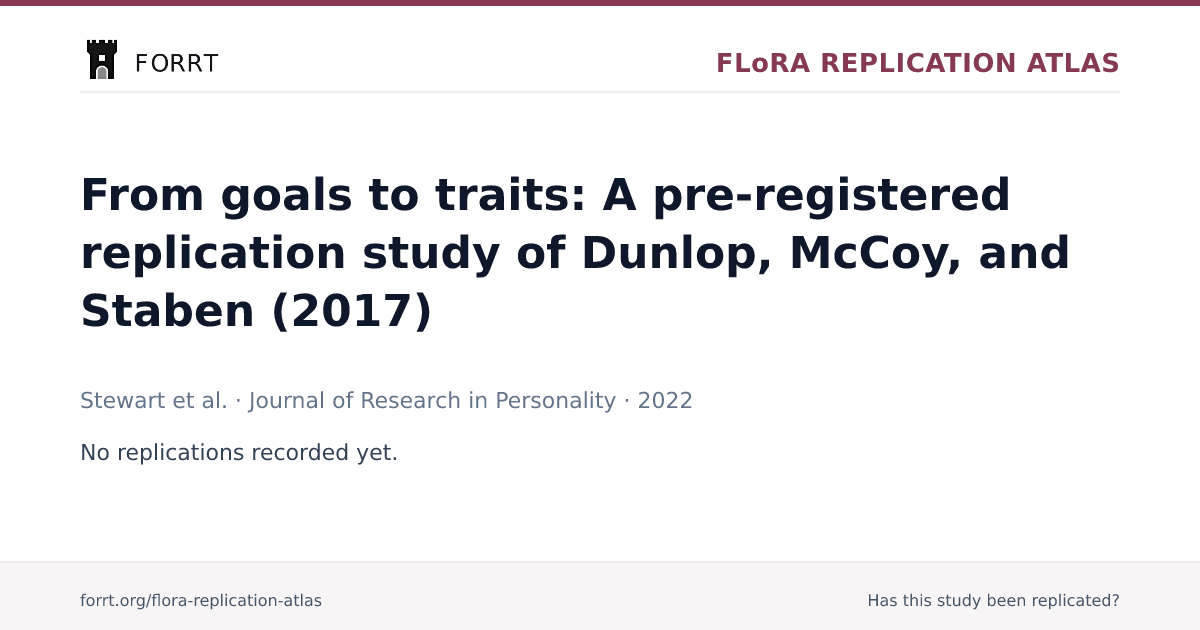 FORRT
FLoRA REPLICATION ATLAS
From goals to traits: A pre-registered
replication study of Dunlop, McCoy, and
Staben (2017)
Stewart et al. · Journal of Research in Personality · 2022
No replications recorded yet.
forrt.org/flora-replication-atlas
Has this study been replicated?